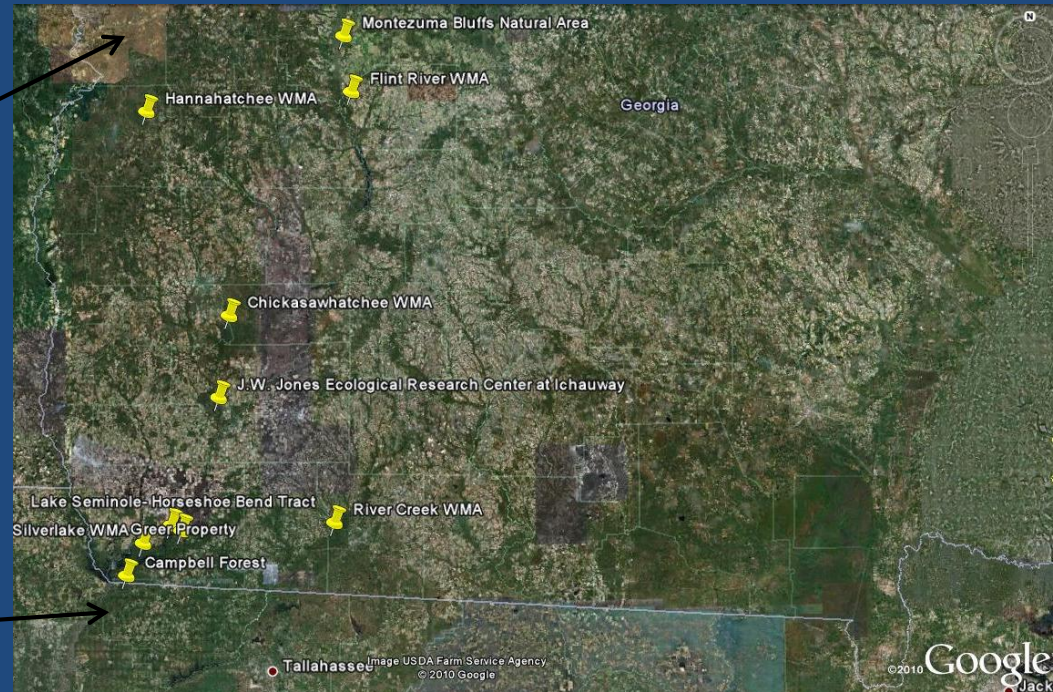 Montezuma Bluffs Natural Area
N
Flint River WMA
Hannahatchee WMA
Georgia
Chickasawhatchee WMA
J.W. Jones Ecological Research Center at Ichauway
Lake Seminole- Horseshoe Bend Tract
River Creek WMA
Silverlake WMA Greer Property
Campbell Forest
Tallahassee
Image USDA Farm Service Agency
© 2010 Google
©2010 Google
Jack